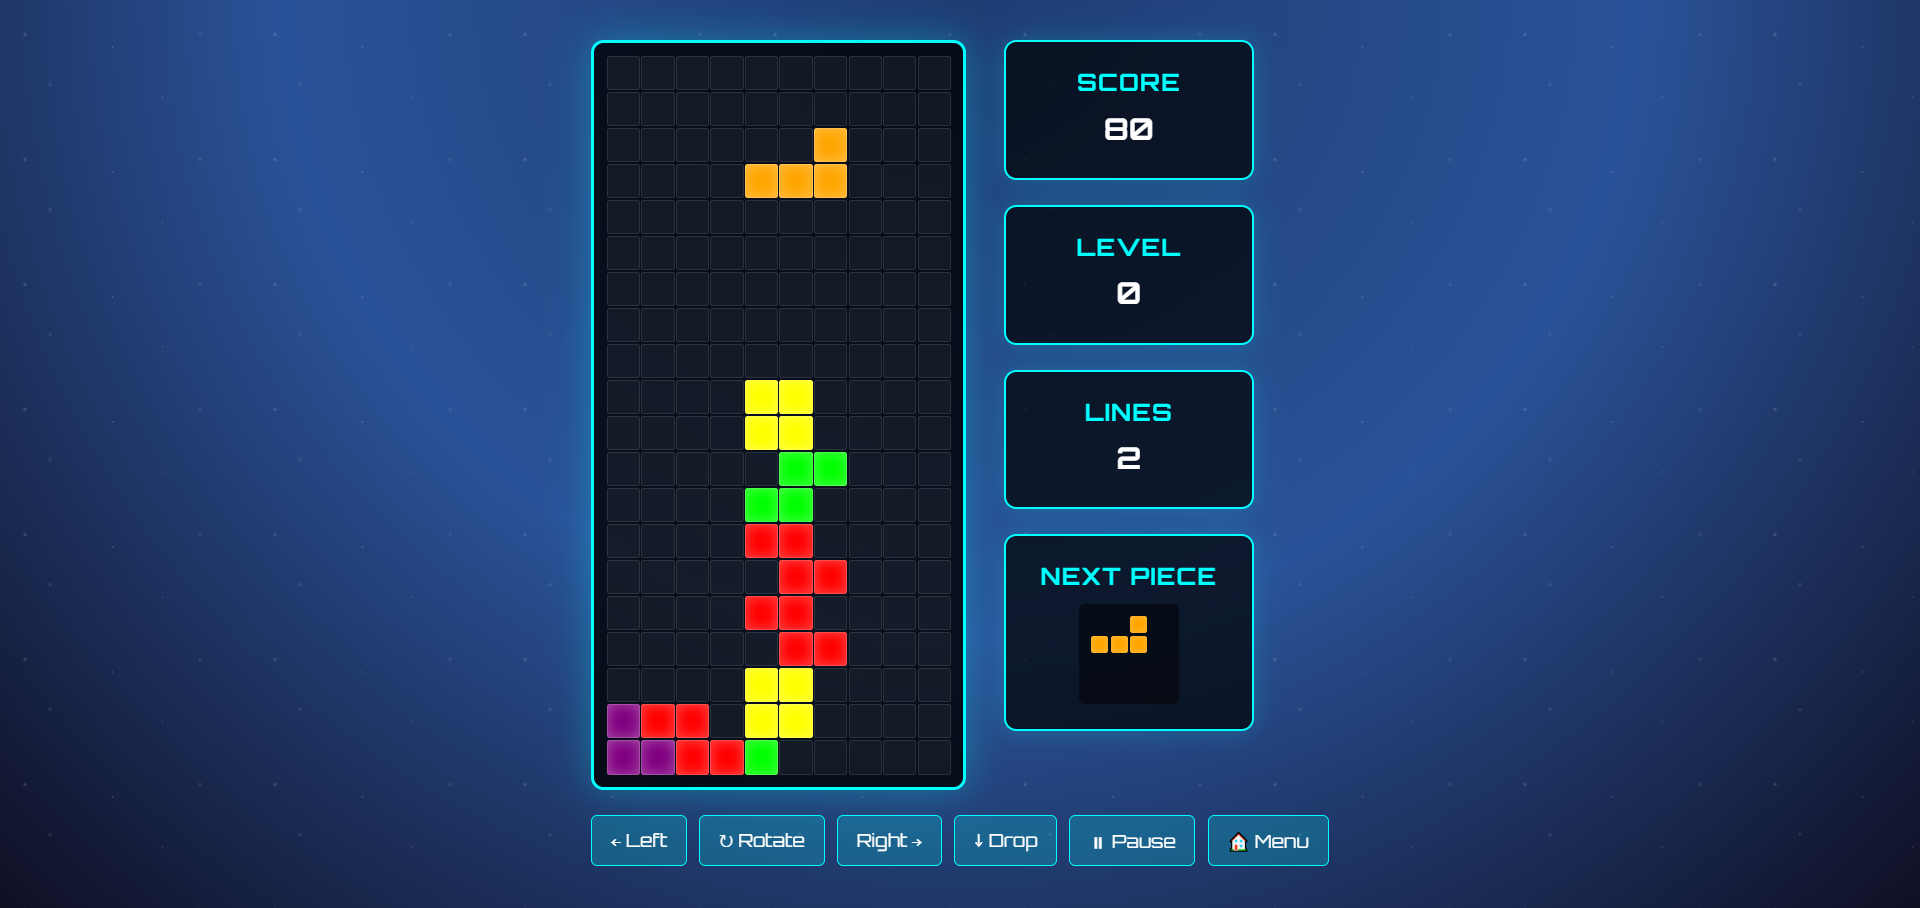 SCORE
80
LEVEL
0
LINES
2
NEXT PIECE
← Left
↻ Rotate
Right →
↓ Drop
⏸ Pause
🏠 Menu